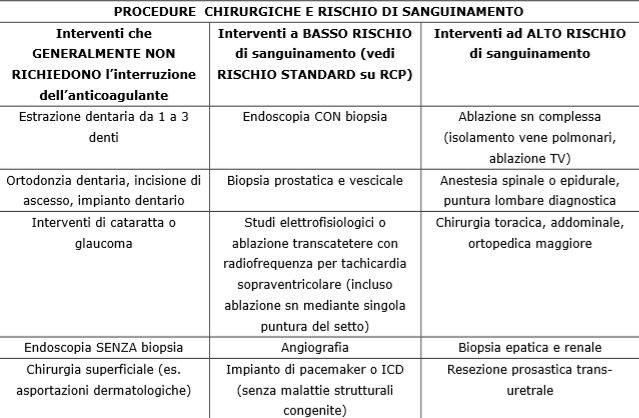 PROCEDURE CHIRURGICHE E RISCHIO DI SANGUINAMENTO
Interventi che
GENERALMENTE NON
RICHIEDONO l'interruzione
dell'anticoagulante
Interventi a BASSO RISCHIO
di sanguinamento (vedi
RISCHIO STANDARD su RCP)
Interventi ad ALTO RISCHIO
di sanguinamento
Estrazione dentaria da 1 a 3
denti
Endoscopia CON biopsia
Ablazione sn complessa
(isolamento vene polmonari,
ablazione TV)
Ortodonzia dentaria, incisione di
ascesso, impianto dentario
Biopsia prostatica e vescicale
Anestesia spinale o epidurale,
puntura lombare diagnostica
Interventi di cataratta o
glaucoma
Studi elettrofisiologici o
ablazione transcatetere con
radiofrequenza per tachicardia
sopraventricolare (incluso
ablazione sn mediante singola
puntura del setto)
Chirurgia toracica, addominale,
ortopedica maggiore
Endoscopia SENZA biopsia
Angiografia
Biopsia epatica e renale
Chirurgia superficiale (es.
asportazioni dermatologiche)
Impianto di pacemaker o ICD
(senza malattie strutturali
congenite)
Resezione prosastica trans-
uretrale